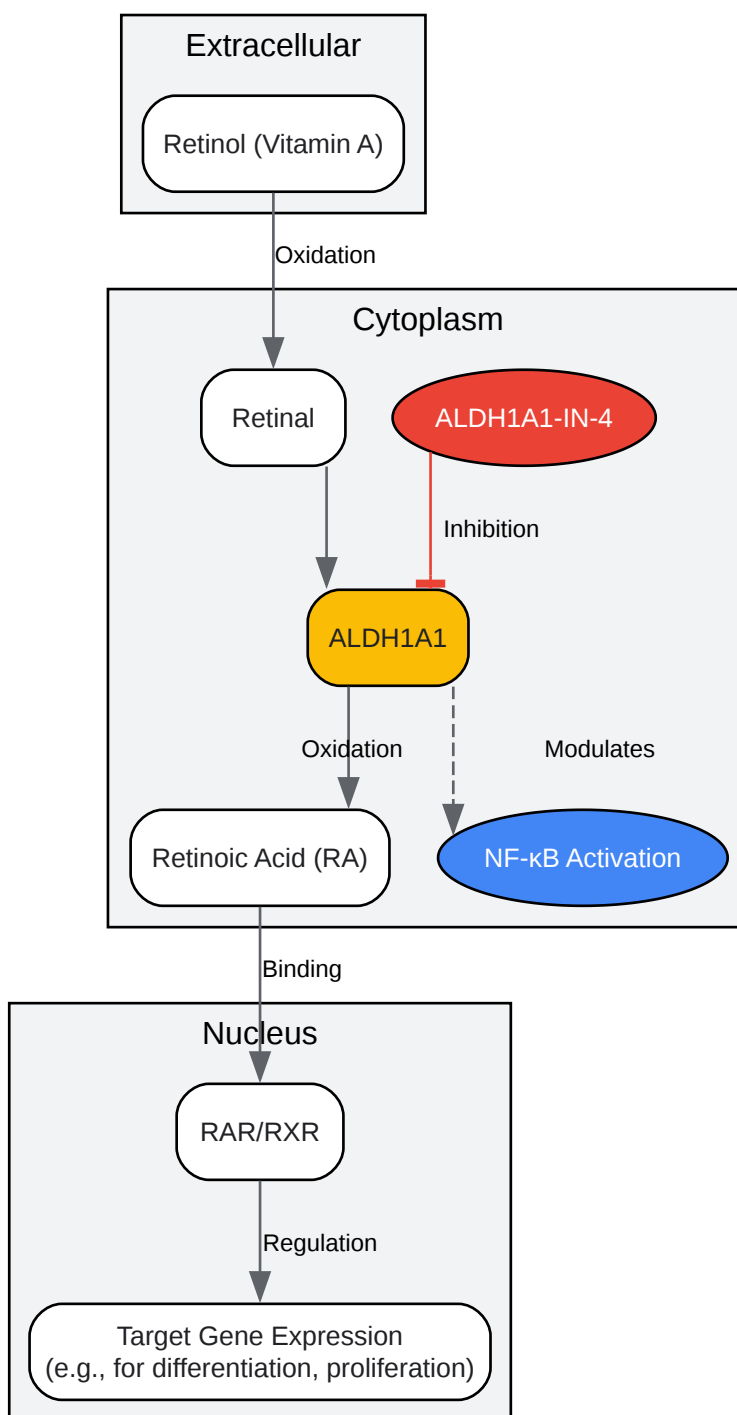 Extracellular
Retinol (Vitamin A)
Oxidation
Cytoplasm
Retinal
ALDH1A1-IN-4
Inhibition
ALDH1A1
Oxidation
Modulates
Retinoic Acid (RA)
NF-κB Activation
Binding
Nucleus
RAR/RXR
Regulation
Target Gene Expression
(e.g., for differentiation, proliferation)